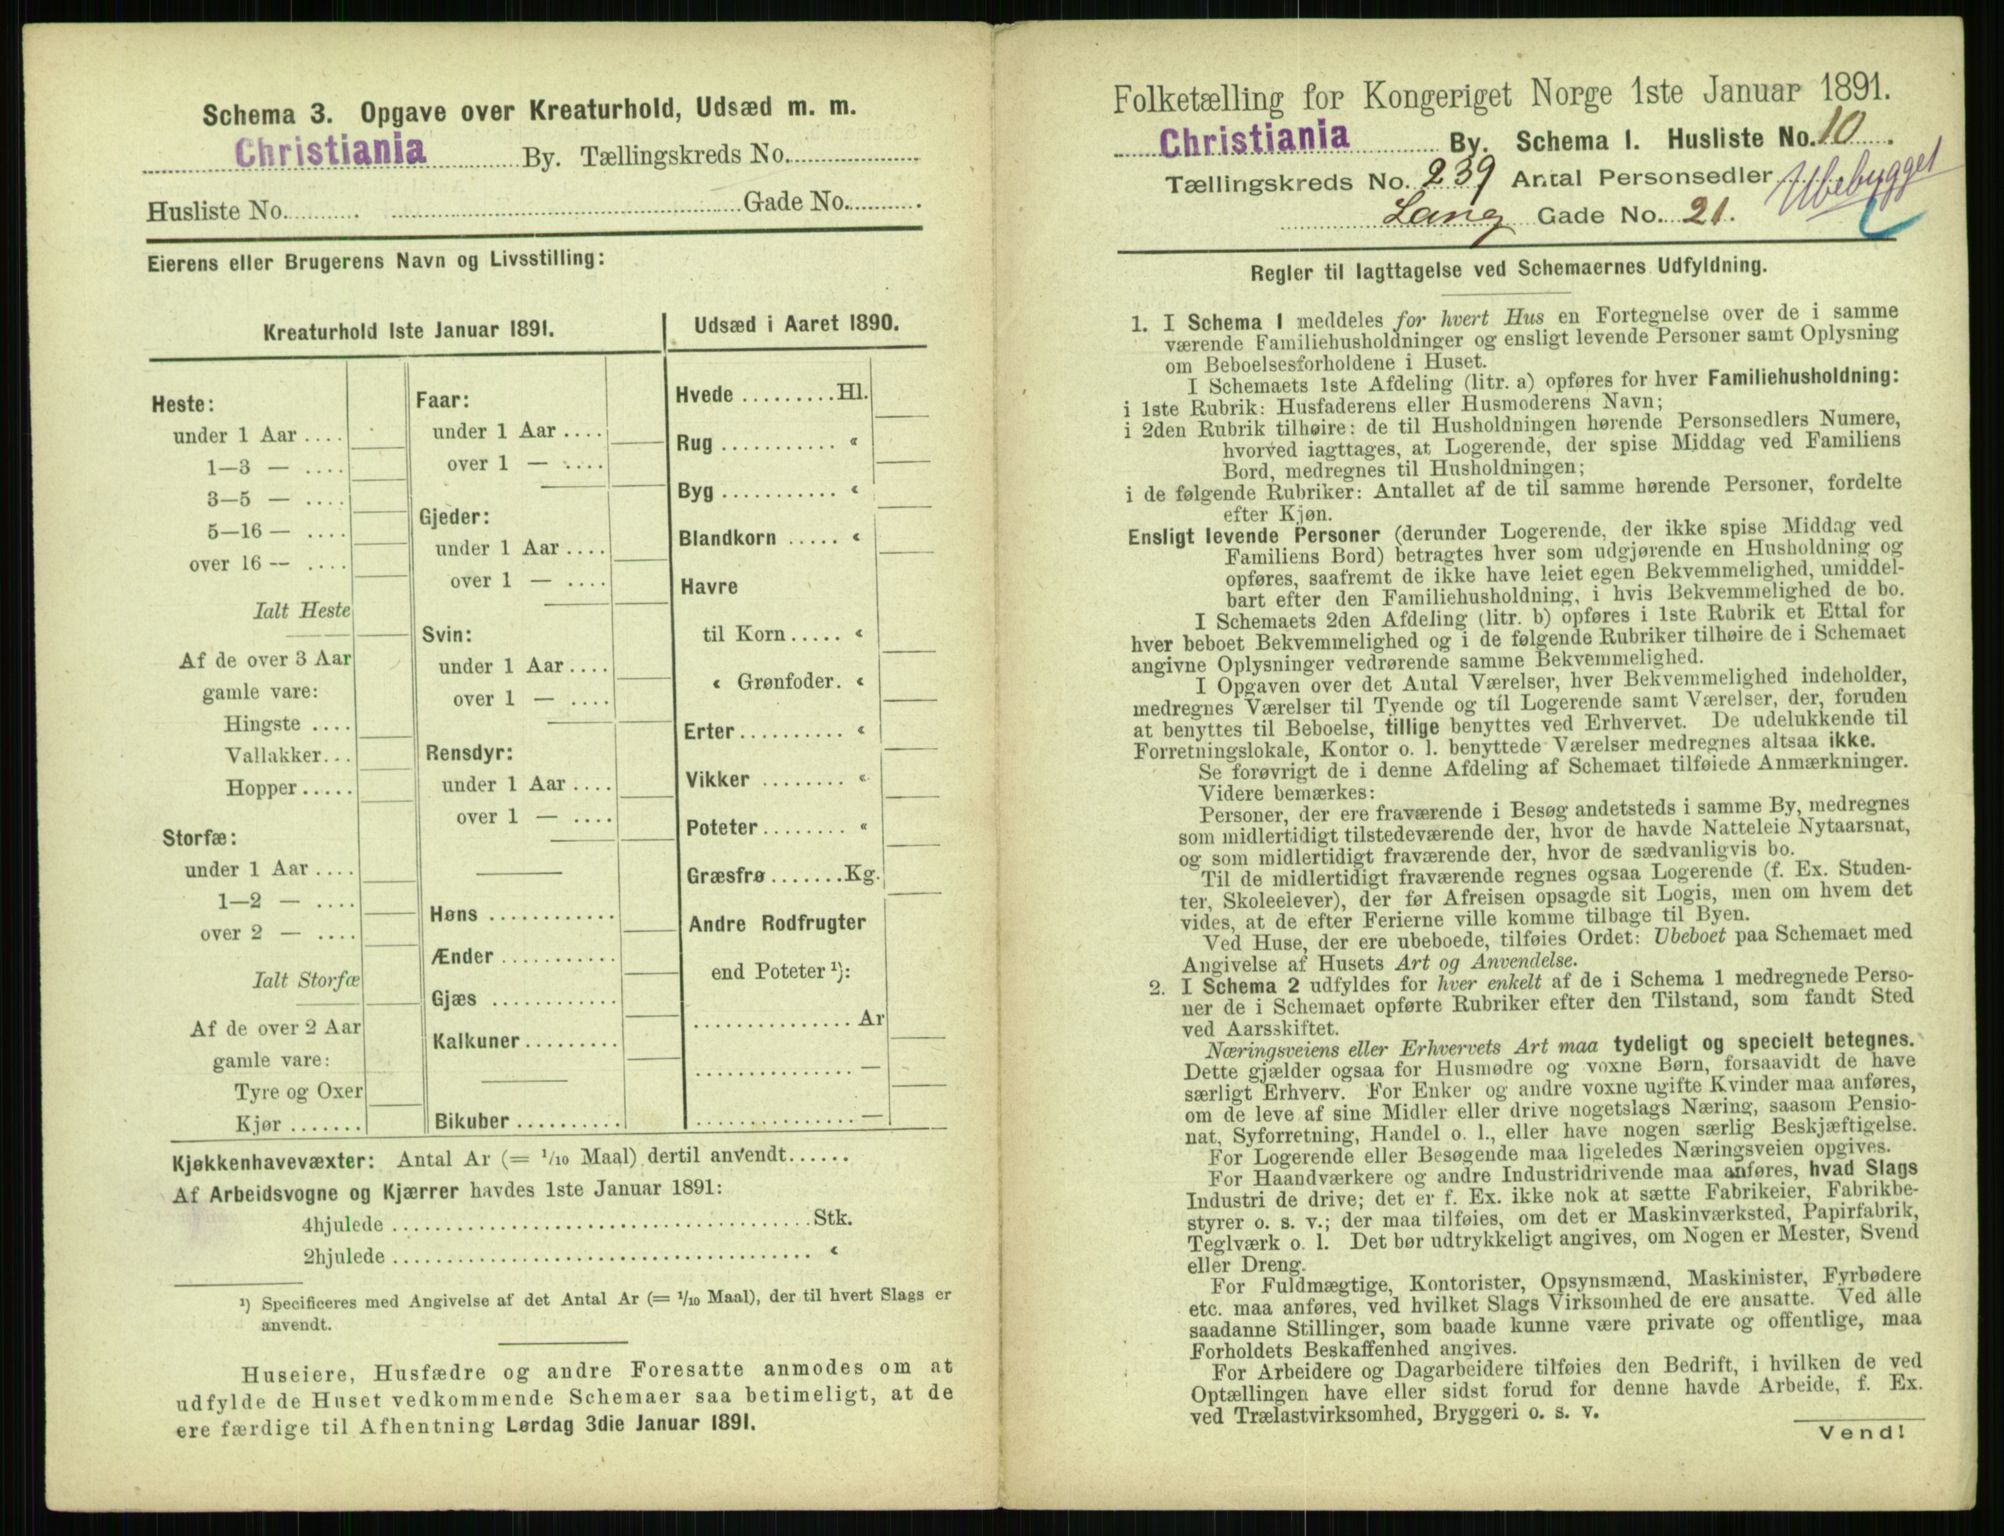 Schema 3. Opgave over Kreaturhold, Udsæd m. m.
Christiania By. Tællingskreds No.
Husliste No. Gade No.
Eierens eller Brugerens Navn og Livsstilling:
Kreaturhold 1ste Januar 1891.
Heste:
under 1 Aar ....
1—3 — ....
3—5 — ....
5—16 — ....
over 16 — ....
Ialt Heste
Af de over 3 Aar
gamle vare:
Hingste ....
Vallakker...
Hopper.....
Storfæ:
under 1 Aar ....
1—2 — ....
over 2 — ....
Ialt Storfæ
Af de over 2 Aar
gamle vare:
Tyre og Oxer
Kjør .......
Faar:
under 1 Aar ....
over 1 — ....
Gjeder:
under 1 Aar ....
over 1 — ....
Svin:
under 1 Aar ....
over 1 — ....
Rensdyr:
under 1 Aar ....
over 1 — ....
Høns ............
Ænder ...........
Gjæs ............
Kalkuner.........
Bikuber ..........
Udsæd i Aaret 1890.
Hvede .........Hl.
Rug ........... «
Byg ........... «
Blandkorn ..... «
Havre
til Korn..... «
« Grønfoder. «
Erter.......... «
Vikker ........ «
Poteter........ «
Græsfrø.......Kg.
Andre Rodfrugter
end Poteter ¹):
............... Ar
............... —
............... —
Kjøkkenhavevæxter: Antal Ar (= ¹/10 Maal) dertil anvendt......
Af Arbeidsvogne og Kjærrer havdes 1ste Januar 1891:
4hjulede ....................................... Stk.
2hjulede ....................................... «
¹) Specificeres med Angivelse af det Antal Ar (= ¹/10 Maal), der til hvert Slags er
anvendt.
Huseiere, Husfædre og andre Foresatte anmodes om at
udfylde de Huset vedkommende Schemaer saa betimeligt, at de
ere færdige til Afhentning Lørdag 3die Januar 1891.
Folketælling for Kongeriget Norge 1ste Januar 1891.
Christiania By. Schema 1. Husliste No. 10
Tællingskreds No. 239 Antal Personsedler Ubebygget
Lang Gade No. 21.
Regler til Iagttagelse ved Schemaernes Udfyldning.
1. I Schema 1 meddeles for hvert Hus en Fortegnelse over de i samme
værende Familiehusholdninger og ensligt levende Personer samt Oplysning
om Beboelsesforholdene i Huset.
I Schemaets 1ste Afdeling (litr. a) opføres for hver Familiehusholdning:
i 1ste Rubrik: Husfaderens eller Husmoderens Navn;
i 2den Rubrik tilhøire: de til Husholdningen hørende Personsedlers Numere,
hvorved iagttages, at Logerende, der spise Middag ved Familiens
Bord, medregnes til Husholdningen;
i de følgende Rubriker: Antallet af de til samme hørende Personer, fordelte
efter Kjøn.
Ensligt levende Personer (derunder Logerende, der ikke spise Middag ved
Familiens Bord) betragtes hver som udgjørende en Husholdning og
opføres, saafremt de ikke have leiet egen Bekvemmelighed, umiddel-
bart efter den Familiehusholdning, i hvis Bekvemmelighed de bo.
I Schemaets 2den Afdeling (litr. b) opføres i 1ste Rubrik et Ettal for
hver beboet Bekvemmelighed og i de følgende Rubriker tilhøire de i Schemaet
angivne Oplysninger vedrørende samme Bekvemmelighed.
I Opgaven over det Antal Værelser, hver Bekvemmelighed indeholder,
medregnes Værelser til Tyende og til Logerende samt Værelser, der, foruden
at benyttes til Beboelse, tillige benyttes ved Erhvervet. De udelukkende til
Forretningslokale, Kontor o. l. benyttede Værelser medregnes altsaa ikke.
Se forøvrigt de i denne Afdeling af Schemaet tilføiede Anmærkninger.
Videre bemærkes:
Personer, der ere fraværende i Besøg andetsteds i samme By, medregnes
som midlertidigt tilstedeværende der, hvor de havde Natteleie Nytaarsnat,
og som midlertidigt fraværende der, hvor de sædvanligvis bo.
Til de midlertidigt fraværende regnes ogsaa Logerende (f. Ex. Studen-
ter, Skoleelever), der før Afreisen opsagde sit Logis, men om hvem det
vides, at de efter Ferierne ville komme tilbage til Byen.
Ved Huse, der ere ubeboede, tilføies Ordet: Ubeboet paa Schemaet med
Angivelse af Husets Art og Anvendelse.
2. I Schema 2 udfyldes for hver enkelt af de i Schema 1 medregnede Perso-
ner de i Schemaet opførte Rubriker efter den Tilstand, som fandt Sted
ved Aarsskiftet.
Næringsveiens eller Erhvervets Art maa tydeligt og specielt betegnes.
Dette gjælder ogsaa for Husmødre og voxne Børn, forsaavidt de have
særligt Erhverv. For Enker og andre voxne ugifte Kvinder maa anføres,
om de leve af sine Midler eller drive nogetslags Næring, saasom Pensio-
nat, Syforretning, Handel o. l., eller have nogen særlig Beskjæftigelse.
For Logerende eller Besøgende maa ligeledes Næringsveien opgives.
For Haandværkere og andre Industridrivende maa anføres, hvad Slags
Industri de drive; det er f. Ex. ikke nok at sætte Fabrikeier, Fabrikbe-
styrer o. s. v.; der maa tilføies, om det er Maskinværksted, Papirfabrik,
Teglværk o. l. Det bør udtrykkeligt angives, om Nogen er Mester, Svend
eller Dreng.
For Fuldmægtige, Kontorister, Opsynsmænd, Maskinister, Fyrbødere
etc. maa anføres, ved hvilket Slags Virksomhed de ere ansatte. Ved alle
saadanne Stillinger, som baade kunne være private og offentlige, maa
Forholdets Beskaffenhed angives.
For Arbeidere og Dagarbeidere tilføies den Bedrift, i hvilken de ved
Optællingen have eller sidst forud for denne havde Arbeide, f. Ex.
ved Trælastvirksomhed, Bryggeri o. s. v.
Vend!